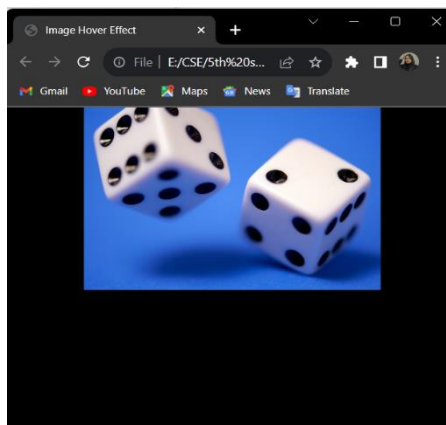 Image Hover Effect
File | E:/CSE/5th%20s...
Gmail YouTube Maps News Translate